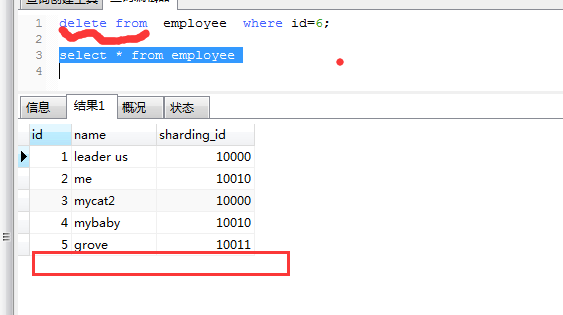 1 delete from employee where id=6;
2
3 select * from employee
4
信息 结果1 概况 状态
id name sharding_id
1 leader us 10000
2 me 10010
3 mycat2 10000
4 mybaby 10010
5 grove 10011